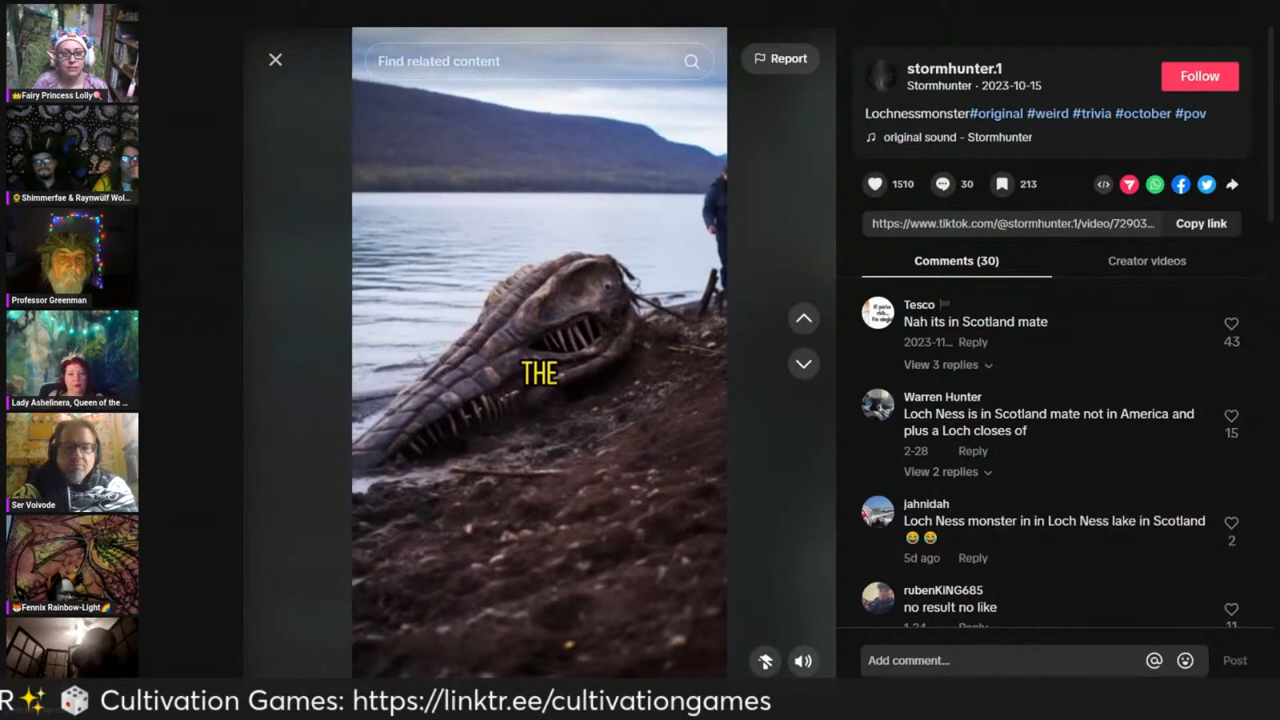 👑Fairy Princess Lolly🍭
🌻Shimmerfae & Raynwülf Wol...
Professor Greenman
Lady Ashelinera, Queen of the ...
Ser Voivode
🦊Fennix Rainbow-Light🌈
Find related content
Report
THE
stormhunter.1
Stormhunter · 2023-10-15
Follow
Lochnessmonster#original #weird #trivia #october #pov
♫ original sound - Stormhunter
1510
30
213
https://www.tiktok.com/@stormhunter.1/video/72903...
Copy link
Comments (30)
Creator videos
Tesco
Nah its in Scotland mate
2023-11... Reply
43
View 3 replies
Warren Hunter
Loch Ness is in Scotland mate not in America and
plus a Loch closes of
15
2-28 Reply
View 2 replies
jahnidah
Loch Ness monster in in Loch Ness lake in Scotland
😂😂
2
5d ago Reply
rubenKING685
no result no like
11
Reply
Add comment...
@
Post
R✨ 🎲 Cultivation Games: https://linktr.ee/cultivationgames